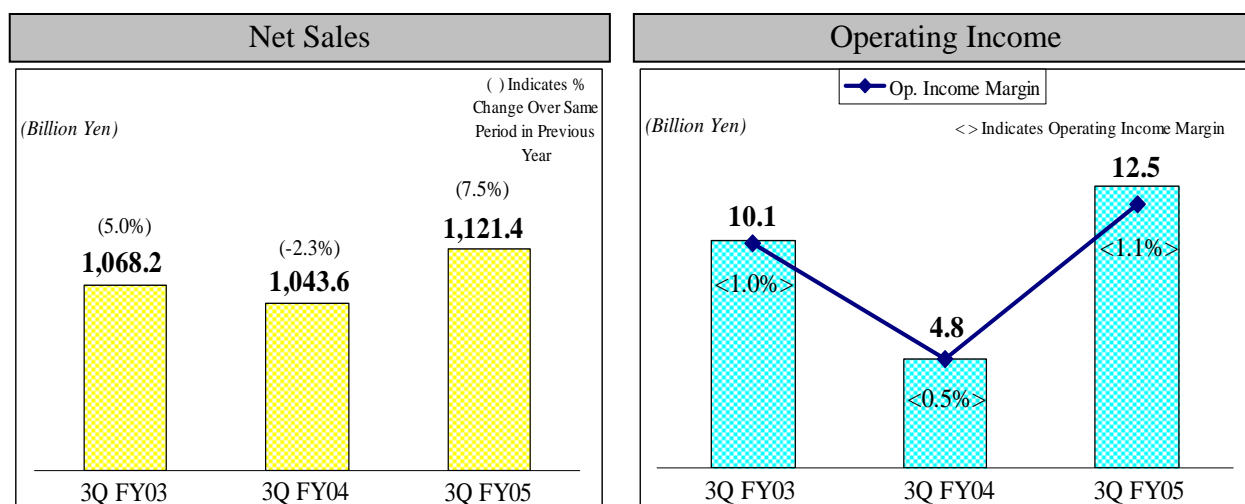 Net Sales
( ) Indicates %
Change Over Same
Period in Previous
Year
(Billion Yen)
(5.0%)
1,068.2
(-2.3%)
1,043.6
(7.5%)
1,121.4
3Q FY03 3Q FY04 3Q FY05
Operating Income
Op. Income Margin
(Billion Yen)
<> Indicates Operating Income Margin
10.1
<1.0%>
4.8
<0.5%>
12.5
<1.1%>
3Q FY03 3Q FY04 3Q FY05